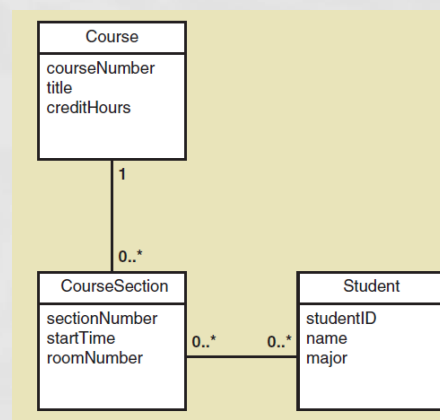 Course
courseNumber
title
creditHours
1
0..*
CourseSection
sectionNumber
startTime
roomNumber
0..*
0..*
Student
studentID
name
major